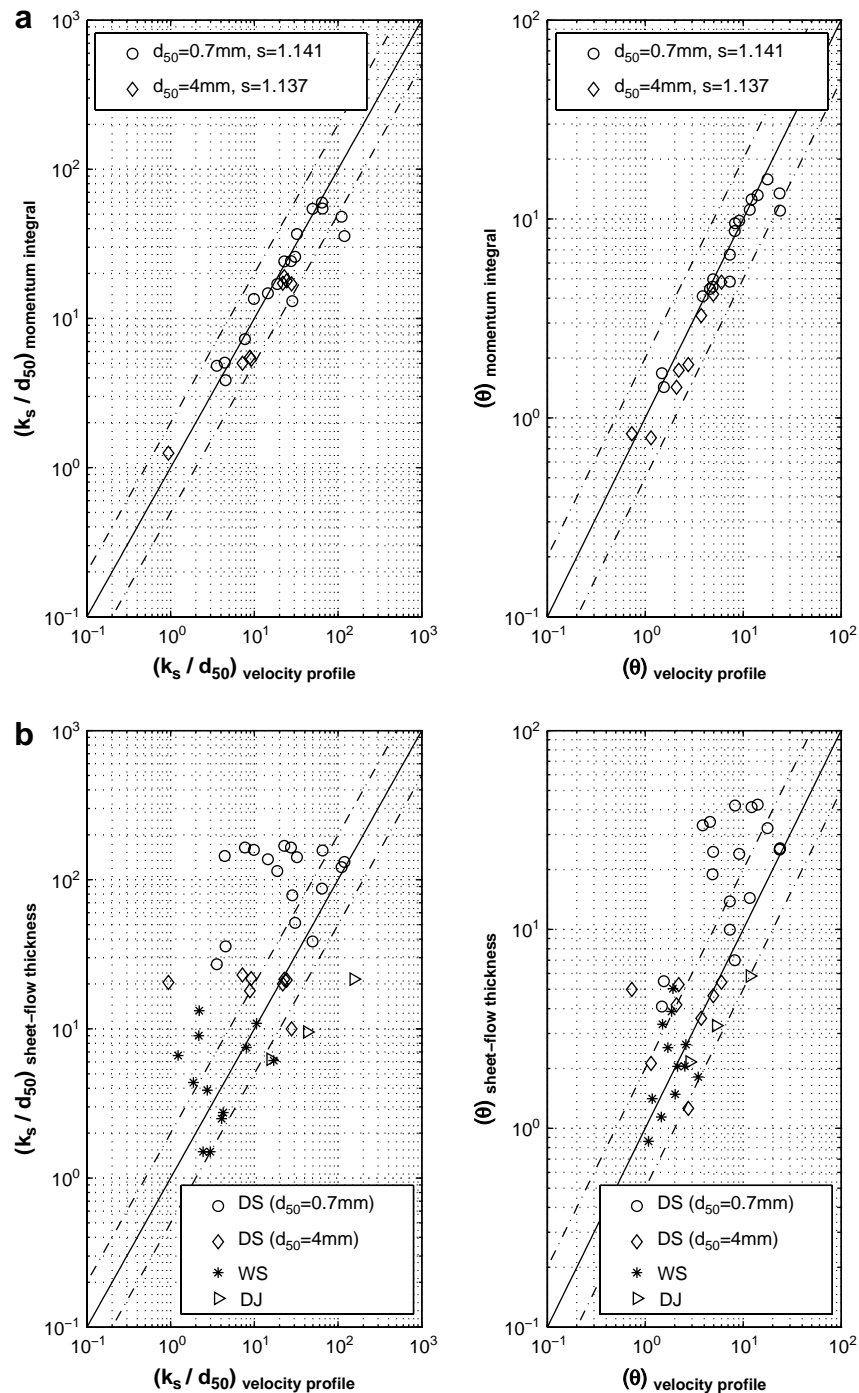 a
d50=0.7mm, s=1.141
d50=4mm, s=1.137
10^3
10^2
10^1
10^0
10^-1
(ks / d50) momentum integral
10^-1 10^0 10^1 10^2 10^3
(ks / d50) velocity profile
d50=0.7mm, s=1.141
d50=4mm, s=1.137
10^2
10^1
10^0
10^-1
(θ) momentum integral
10^-1 10^0 10^1 10^2
(θ) velocity profile
b
10^3
10^2
10^1
10^0
10^-1
(ks / d50) sheet-flow thickness
DS (d50=0.7mm)
DS (d50=4mm)
WS
DJ
10^-1 10^0 10^1 10^2 10^3
(ks / d50) velocity profile
10^2
10^1
10^0
10^-1
(θ) sheet-flow thickness
DS (d50=0.7mm)
DS (d50=4mm)
WS
DJ
10^-1 10^0 10^1 10^2
(θ) velocity profile